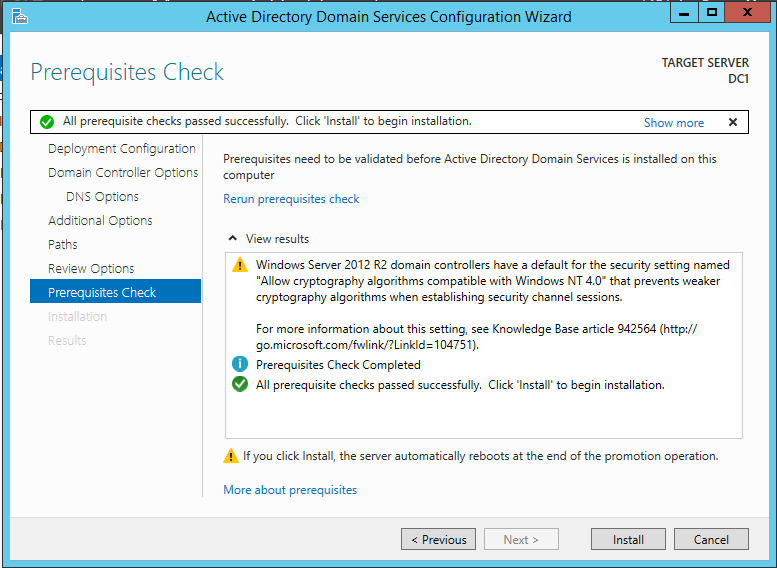 Active Directory Domain Services Configuration Wizard
Prerequisites Check
TARGET SERVER
DC1
All prerequisite checks passed successfully.  Click 'Install' to begin installation.
Show more
Deployment Configuration
Domain Controller Options
DNS Options
Additional Options
Paths
Review Options
Prerequisites Check
Installation
Results
Prerequisites need to be validated before Active Directory Domain Services is installed on this
computer
Rerun prerequisites check
View results
Windows Server 2012 R2 domain controllers have a default for the security setting named
"Allow cryptography algorithms compatible with Windows NT 4.0" that prevents weaker
cryptography algorithms when establishing security channel sessions.
For more information about this setting, see Knowledge Base article 942564 (http://
go.microsoft.com/fwlink/?LinkId=104751).
Prerequisites Check Completed
All prerequisite checks passed successfully.  Click 'Install' to begin installation.
If you click Install, the server automatically reboots at the end of the promotion operation.
More about prerequisites
< Previous
Next >
Install
Cancel